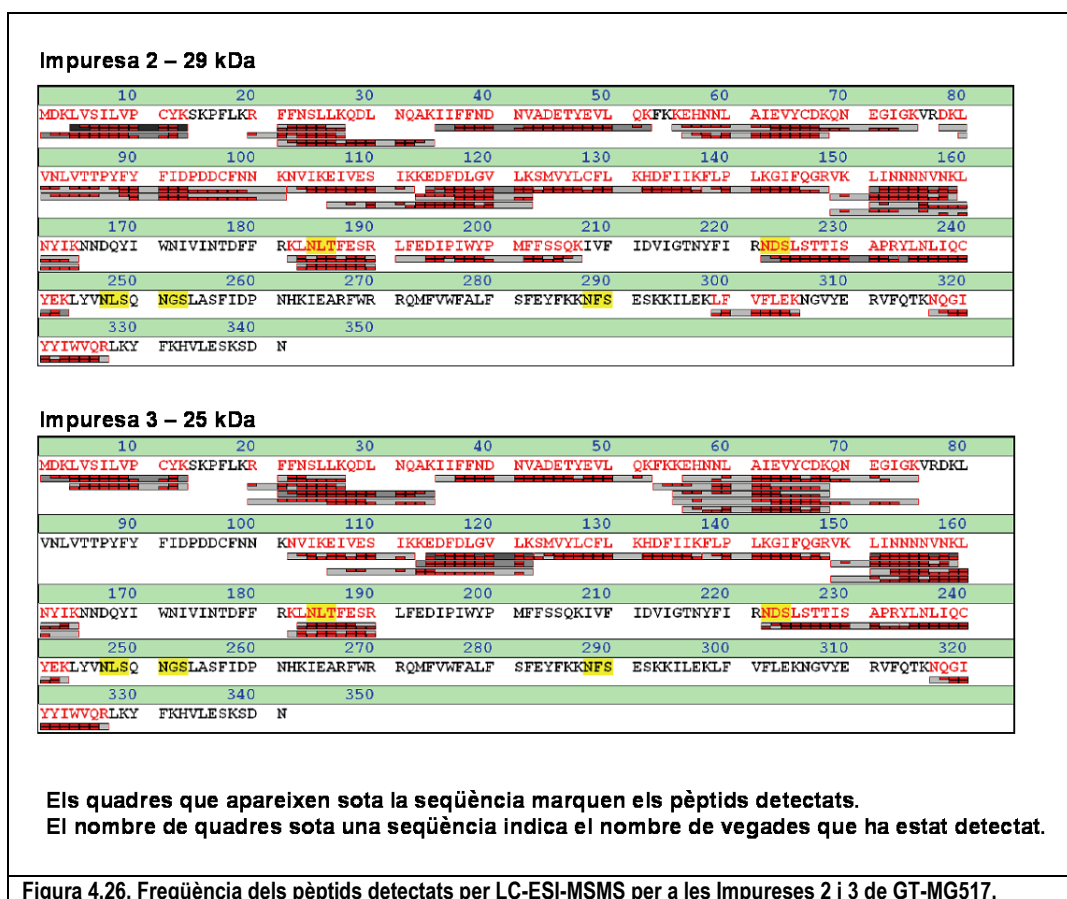 Impuresa 2 – 29 kDa
10 20 30 40 50 60 70 80
MDKLVSILVP CYKSKPFLKR FFNSLLKQDL NQAKIIFFND NVADETYEVL QKFKKEHNNL AIEVYCDKQN EGIGKVRDKL
90 100 110 120 130 140 150 160
VNLVTTPYFY FIDPDDCFNN KNVIKEIVES IKKEDFDLGV LKSMVYLCFL KHDFIIKFLP LKGIFQGRVK LINNNNVNKL
170 180 190 200 210 220 230 240
NYIKNNDQYI WNIVINTDFF RKLNLTFESR LFEDIPIWYP MFFSSQKIVF IDVIGTNYFI RNDSLSTTIS APRYLNLIQC
250 260 270 280 290 300 310 320
YEKLYVNLSQ NGSLASFIDP NHKIEARFWR RQMFVWFALF SFEYFKKNFS ESKKILEKLF VFLEKNGVYE RVFQTKNQGI
330 340 350
YYIWVQRLKY FKHVLESKSD N
Impuresa 3 – 25 kDa
10 20 30 40 50 60 70 80
MDKLVSILVP CYKSKPFLKR FFNSLLKQDL NQAKIIFFND NVADETYEVL QKFKKEHNNL AIEVYCDKQN EGIGKVRDKL
90 100 110 120 130 140 150 160
VNLVTTPYFY FIDPDDCFNN KNVIKEIVES IKKEDFDLGV LKSMVYLCFL KHDFIIKFLP LKGIFQGRVK LINNNNVNKL
170 180 190 200 210 220 230 240
NYIKNNDQYI WNIVINTDFF RKLNLTFESR LFEDIPIWYP MFFSSQKIVF IDVIGTNYFI RNDSLSTTIS APRYLNLIQC
250 260 270 280 290 300 310 320
YEKLYVNLSQ NGSLASFIDP NHKIEARFWR RQMFVWFALF SFEYFKKNFS ESKKILEKLF VFLEKNGVYE RVFQTKNQGI
330 340 350
YYIWVQRLKY FKHVLESKSD N
Els quadres que apareixen sota la seqüència marquen els pèptids detectats.
El nombre de quadres sota una seqüència indica el nombre de vegades que ha estat detectat.
Figura 4.26. Freqüència dels pèptids detectats per LC-ESI-MSMS per a les Impureses 2 i 3 de GT-MG517.